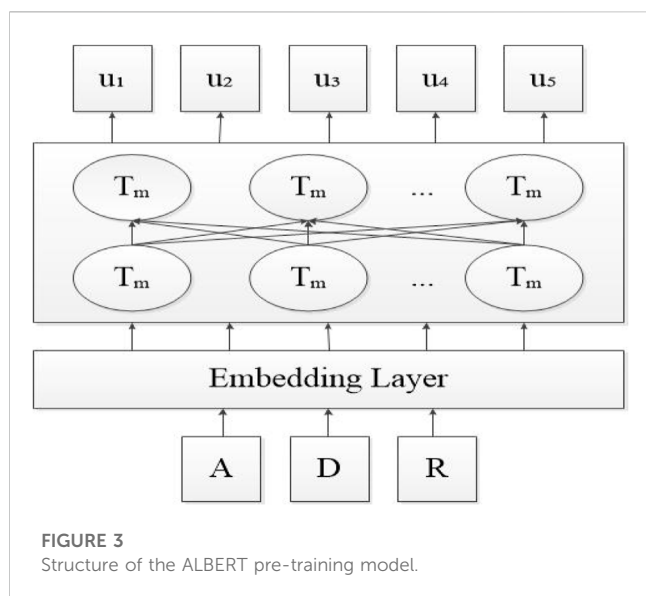 u₁ u₂ u₃ u₄ u₅
Tₘ Tₘ ... Tₘ
Tₘ Tₘ ... Tₘ
Embedding Layer
A D R
FIGURE 3
Structure of the ALBERT pre-training model.